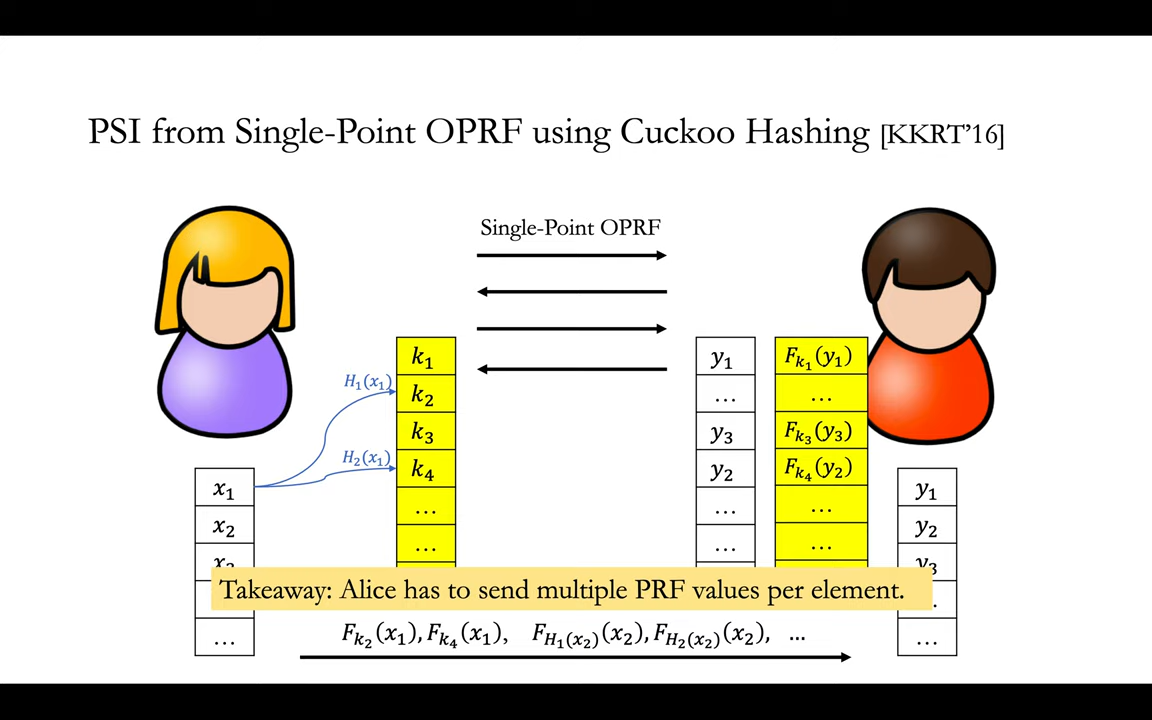 PSI from Single-Point OPRF using Cuckoo Hashing [KKRT'16]
Single-Point OPRF
k₁
k₂
k₃
k₄
…
…
H₁(x₁)
H₂(x₁)
x₁
x₂
…
y₁
…
y₃
y₂
…
…
F_{k₁}(y₁)
…
F_{k₃}(y₃)
F_{k₄}(y₂)
…
…
y₁
y₂
y₃
…
Takeaway: Alice has to send multiple PRF values per element.
F_{k₂}(x₁), F_{k₄}(x₁), F_{H₁(x₂)}(x₂), F_{H₂(x₂)}(x₂), …